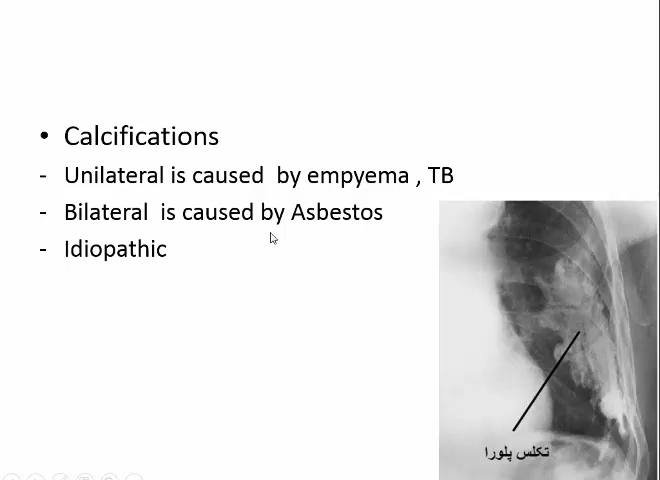 • Calcifications
- Unilateral is caused by empyema , TB
- Bilateral is caused by Asbestos
- Idiopathic
تکلس پلورا